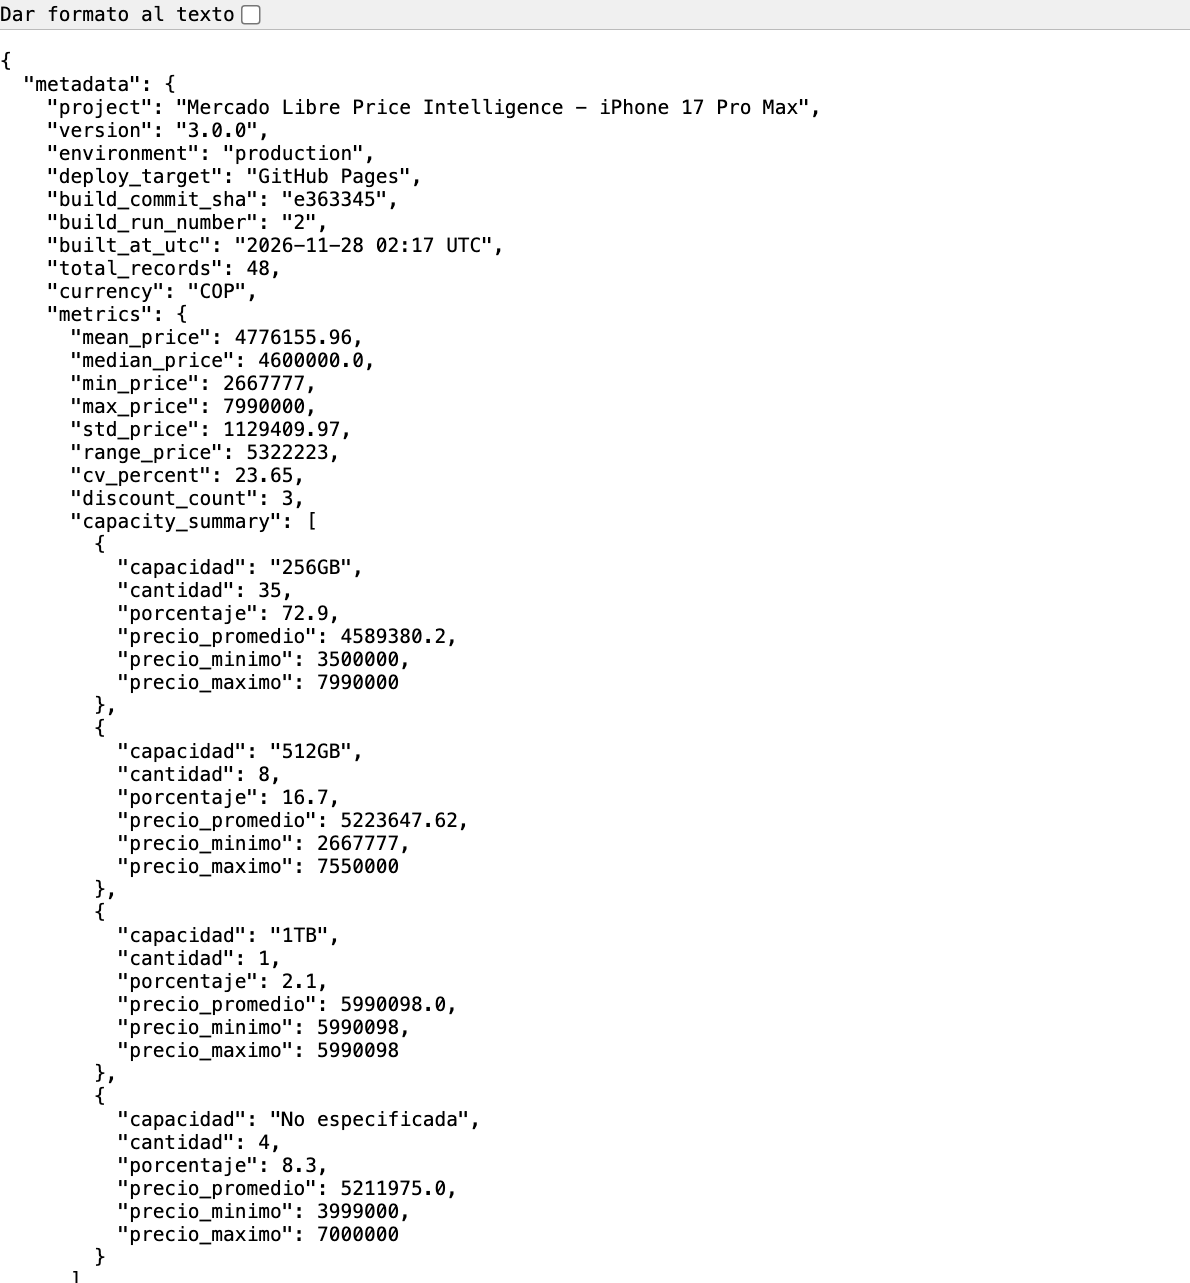 Dar formato al texto
{
  "metadata": {
    "project": "Mercado Libre Price Intelligence – iPhone 17 Pro Max",
    "version": "3.0.0",
    "environment": "production",
    "deploy_target": "GitHub Pages",
    "build_commit_sha": "e363345",
    "build_run_number": "2",
    "built_at_utc": "2026-11-28 02:17 UTC",
    "total_records": 48,
    "currency": "COP",
    "metrics": {
      "mean_price": 4776155.96,
      "median_price": 4600000.0,
      "min_price": 2667777,
      "max_price": 7990000,
      "std_price": 1129409.97,
      "range_price": 5322223,
      "cv_percent": 23.65,
      "discount_count": 3,
      "capacity_summary": [
        {
          "capacidad": "256GB",
          "cantidad": 35,
          "porcentaje": 72.9,
          "precio_promedio": 4589380.2,
          "precio_minimo": 3500000,
          "precio_maximo": 7990000
        },
        {
          "capacidad": "512GB",
          "cantidad": 8,
          "porcentaje": 16.7,
          "precio_promedio": 5223647.62,
          "precio_minimo": 2667777,
          "precio_maximo": 7550000
        },
        {
          "capacidad": "1TB",
          "cantidad": 1,
          "porcentaje": 2.1,
          "precio_promedio": 5990098.0,
          "precio_minimo": 5990098,
          "precio_maximo": 5990098
        },
        {
          "capacidad": "No especificada",
          "cantidad": 4,
          "porcentaje": 8.3,
          "precio_promedio": 5211975.0,
          "precio_minimo": 3999000,
          "precio_maximo": 7000000
        }
      ]